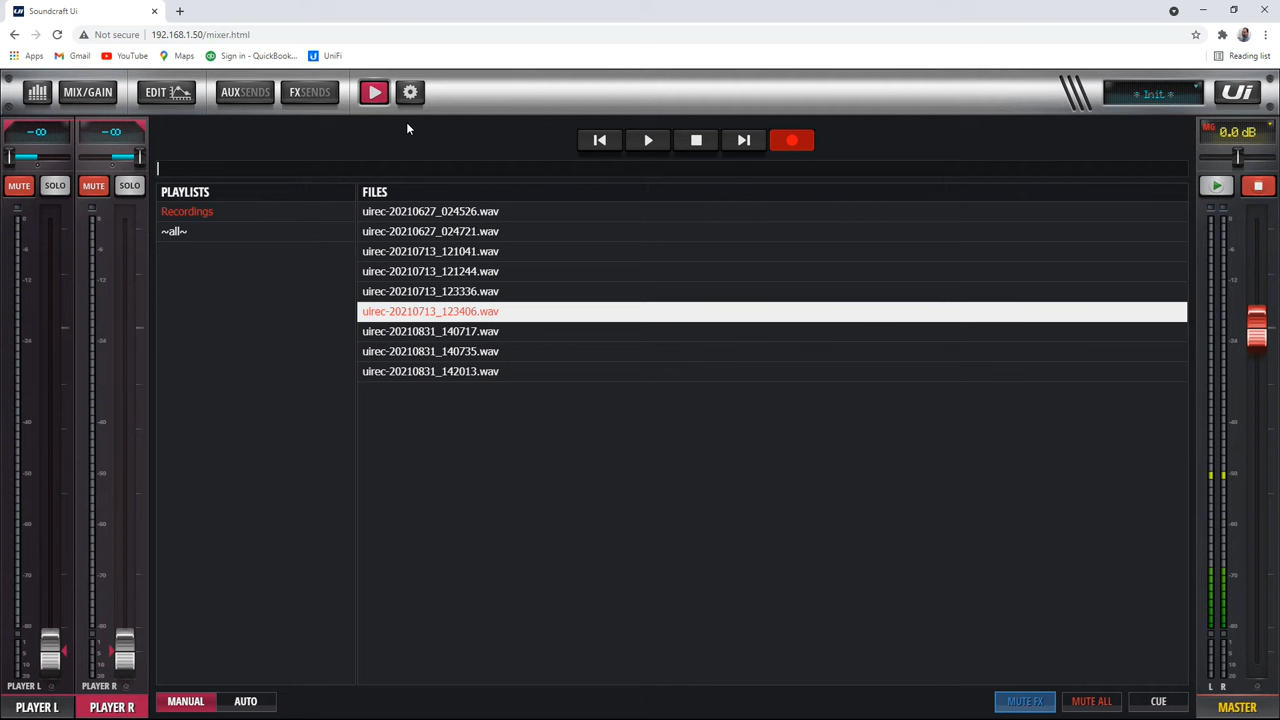 Soundcraft Ui
Not secure 192.168.1.50/mixer.html
Apps Gmail YouTube Maps Sign in - QuickBook... UniFi Reading list
MIX/GAIN EDIT AUXSENDS FXSENDS * Init * Ui
-∞ -∞ MG 0.0 dB
MUTE SOLO MUTE SOLO
PLAYLISTS FILES
Recordings uirec-20210627_024526.wav
~all~ uirec-20210627_024721.wav
uirec-20210713_121041.wav
uirec-20210713_121244.wav
uirec-20210713_123336.wav
uirec-20210713_123406.wav
uirec-20210831_140717.wav
uirec-20210831_140735.wav
uirec-20210831_142013.wav
PLAYER L PLAYER R L R
MANUAL AUTO MUTE FX MUTE ALL CUE
PLAYER L PLAYER R MASTER